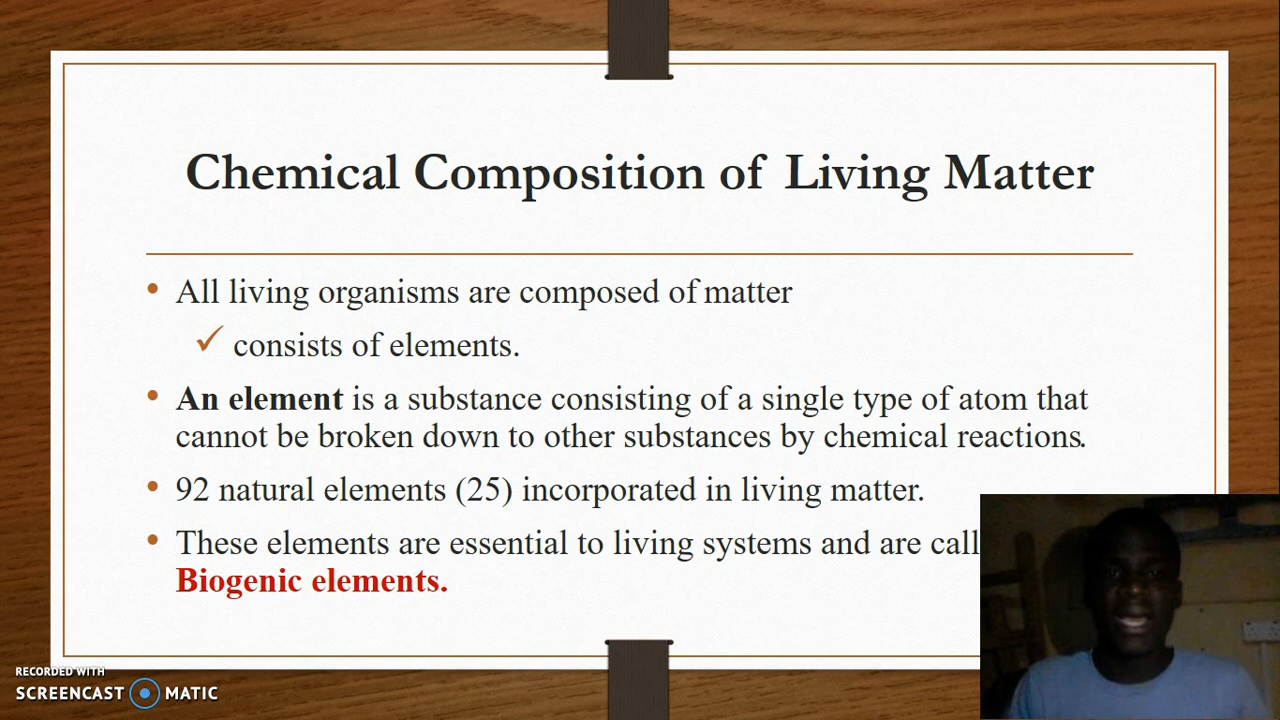 Chemical Composition of Living Matter
• All living organisms are composed of matter
✓ consists of elements.
• An element is a substance consisting of a single type of atom that
cannot be broken down to other substances by chemical reactions.
• 92 natural elements (25) incorporated in living matter.
• These elements are essential to living systems and are call
Biogenic elements.
RECORDED WITH
SCREENCAST MATIC